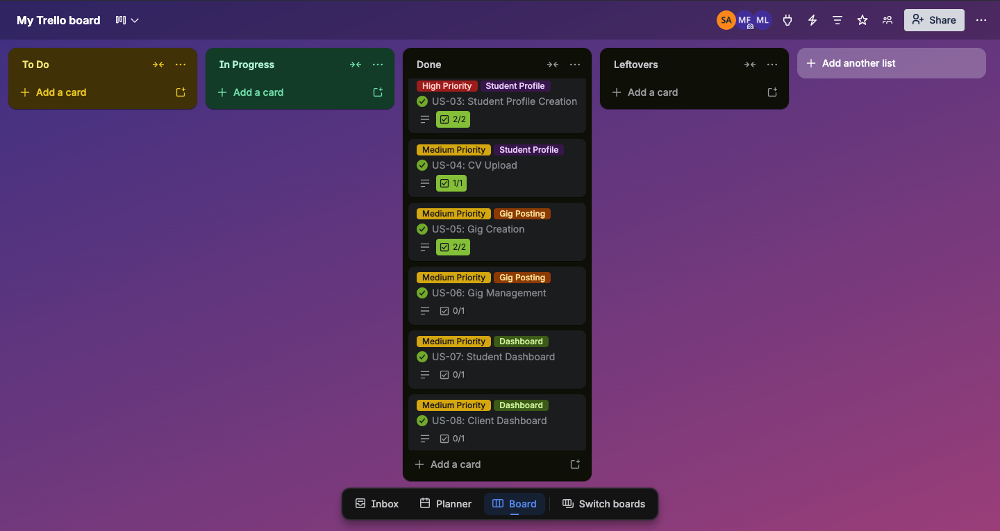 My Trello board
SA MF ML
Share
To Do
Add a card
In Progress
Add a card
Done
High Priority Student Profile
US-03: Student Profile Creation
2/2
Medium Priority Student Profile
US-04: CV Upload
1/1
Medium Priority Gig Posting
US-05: Gig Creation
2/2
Medium Priority Gig Posting
US-06: Gig Management
0/1
Medium Priority Dashboard
US-07: Student Dashboard
0/1
Medium Priority Dashboard
US-08: Client Dashboard
0/1
Add a card
Leftovers
Add a card
Add another list
Inbox
Planner
Board
Switch boards